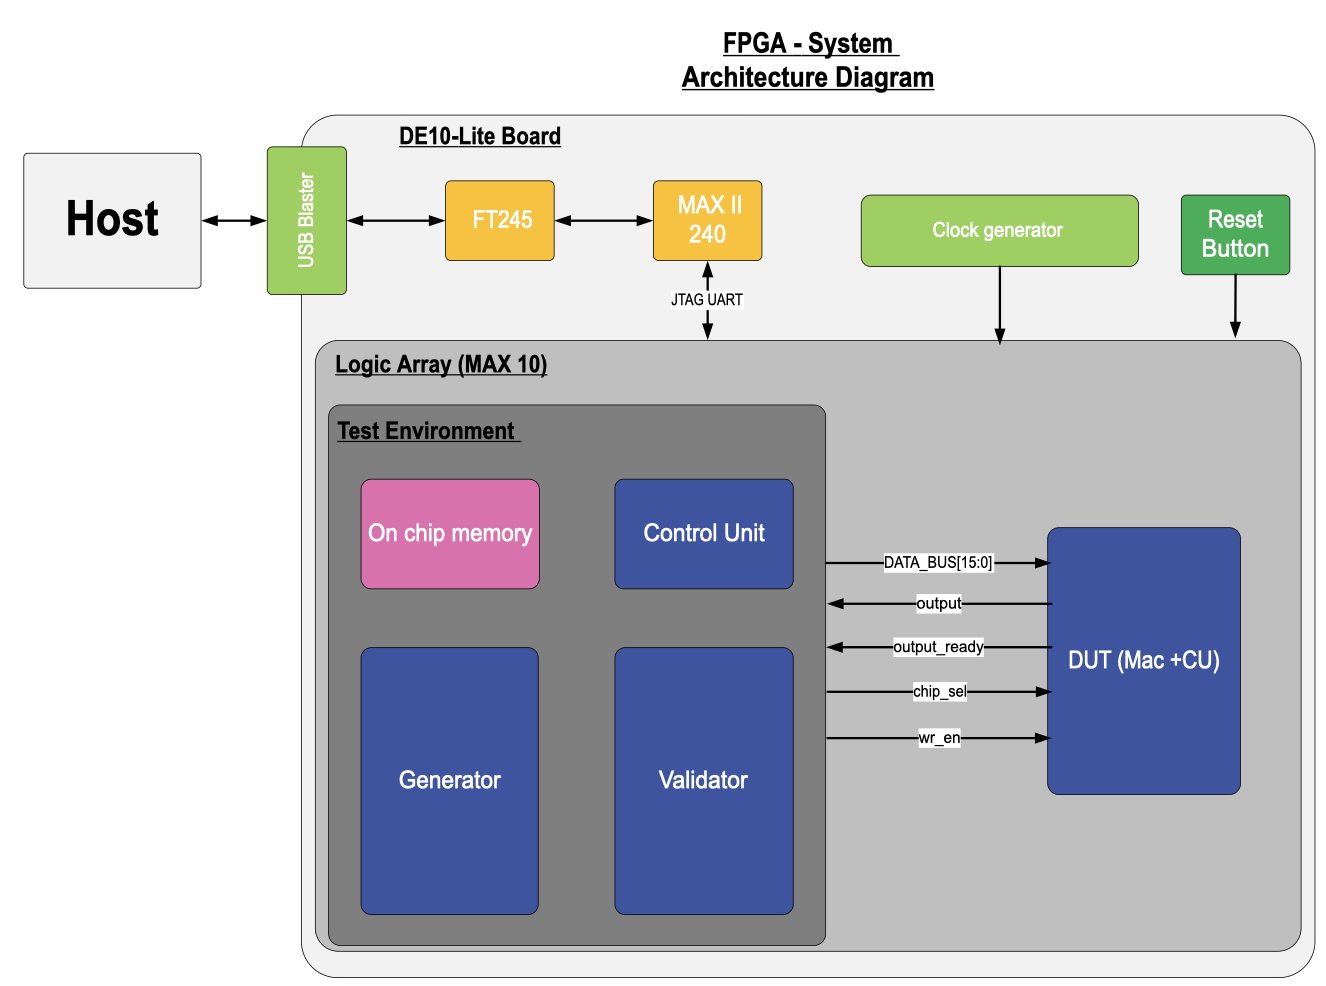 FPGA - System
Architecture Diagram
DE10-Lite Board
Host
USB Blaster
FT245
MAX II
240
Clock generator
Reset
Button
JTAG UART
Logic Array (MAX 10)
Test Environment
On chip memory
Control Unit
DATA_BUS[15:0]
output
output_ready
chip_sel
wr_en
DUT (Mac +CU)
Generator
Validator